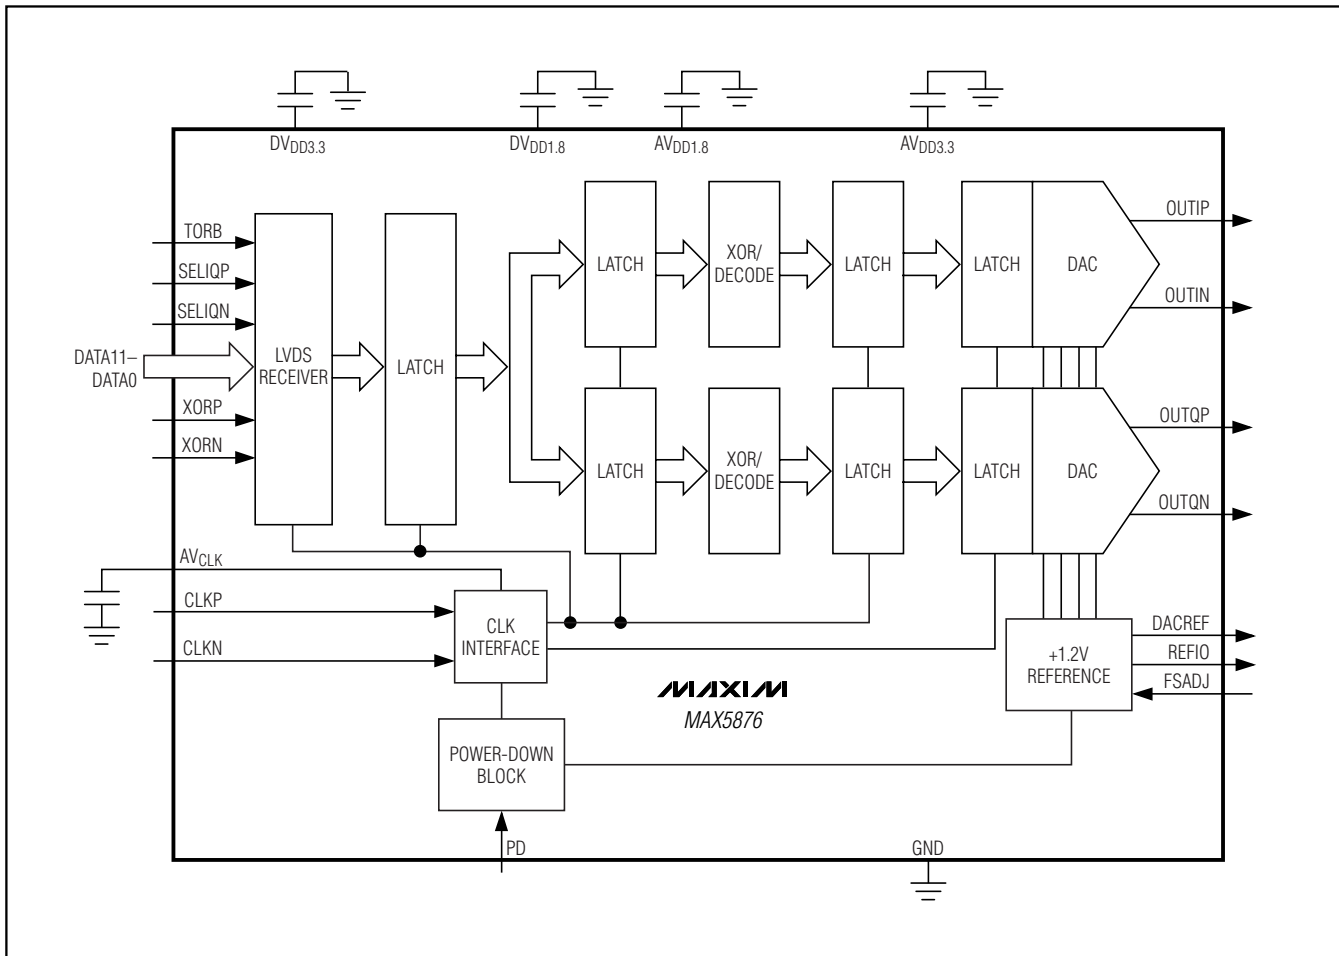 DVDD3.3
DVDD1.8
AVDD1.8
AVDD3.3
TORB
SELIQP
SELIQN
DATA11–
DATA0
XORP
XORN
LVDS
RECEIVER
LATCH
LATCH
XOR/
DECODE
LATCH
LATCH
DAC
OUTIP
OUTIN
LATCH
XOR/
DECODE
LATCH
LATCH
DAC
OUTQP
OUTQN
AVCLK
CLKP
CLKN
CLK
INTERFACE
+1.2V
REFERENCE
DACREF
REFIO
FSADJ
MAXIM
MAX5876
POWER-DOWN
BLOCK
PD
GND